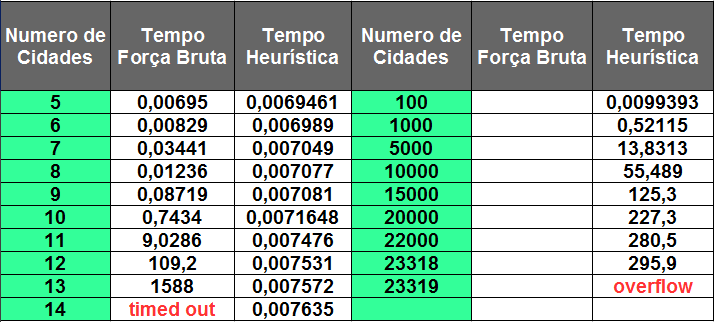 Numero de Cidades Tempo Força Bruta Tempo Heurística Numero de Cidades Tempo Força Bruta Tempo Heurística
5 0,00695 0,0069461 100 0,0099393
6 0,00829 0,006989 1000 0,52115
7 0,03441 0,007049 5000 13,8313
8 0,01236 0,007077 10000 55,489
9 0,08719 0,007081 15000 125,3
10 0,7434 0,0071648 20000 227,3
11 9,0286 0,007476 22000 280,5
12 109,2 0,007531 23318 295,9
13 1588 0,007572 23319 overflow
14 timed out 0,007635